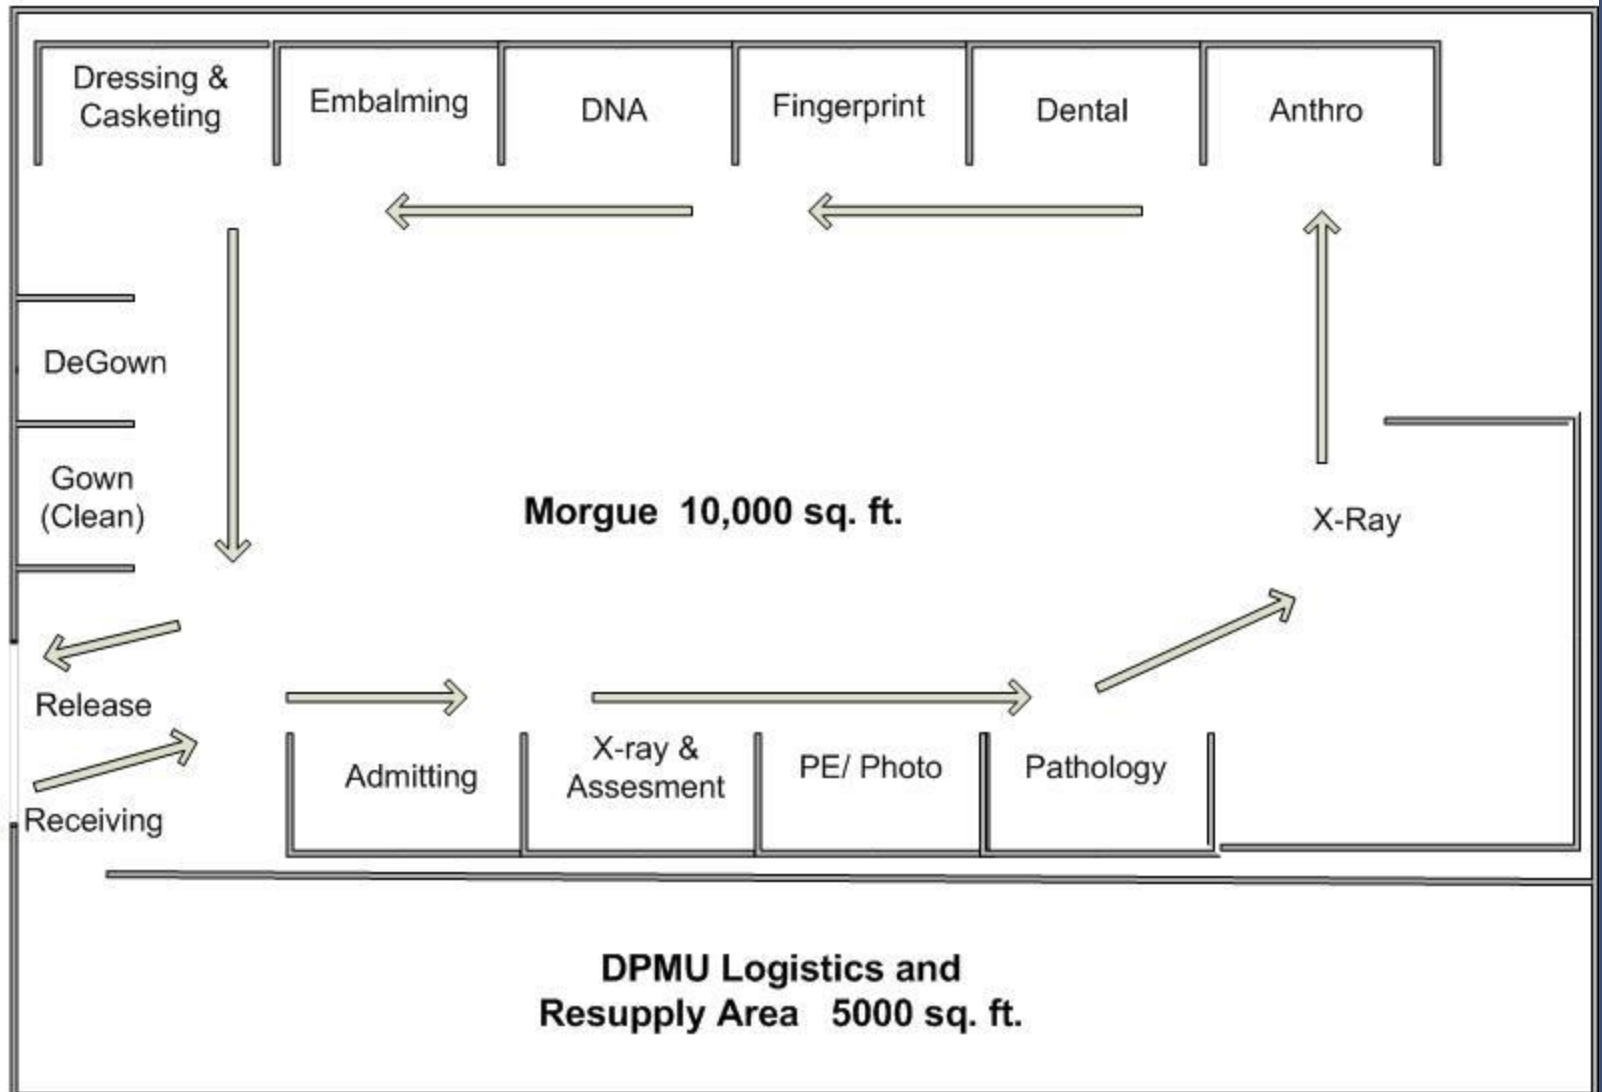 Dressing &
Casketing
Embalming
DNA
Fingerprint
Dental
Anthro
DeGown
Gown
(Clean)
Morgue 10,000 sq. ft.
X-Ray
Release
Receiving
Admitting
X-ray &
Assesment
PE/ Photo
Pathology
DPMU Logistics and
Resupply Area 5000 sq. ft.